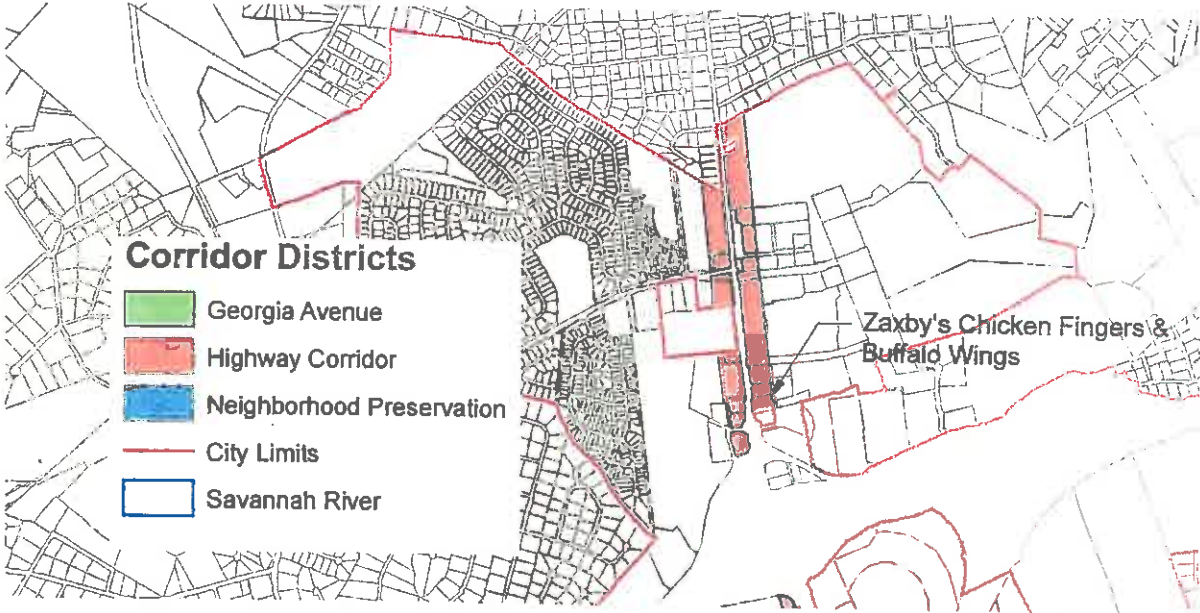 Corridor Districts
Georgia Avenue
Highway Corridor
Neighborhood Preservation
City Limits
Savannah River
Zaxby's Chicken Fingers &
Buffalo Wings